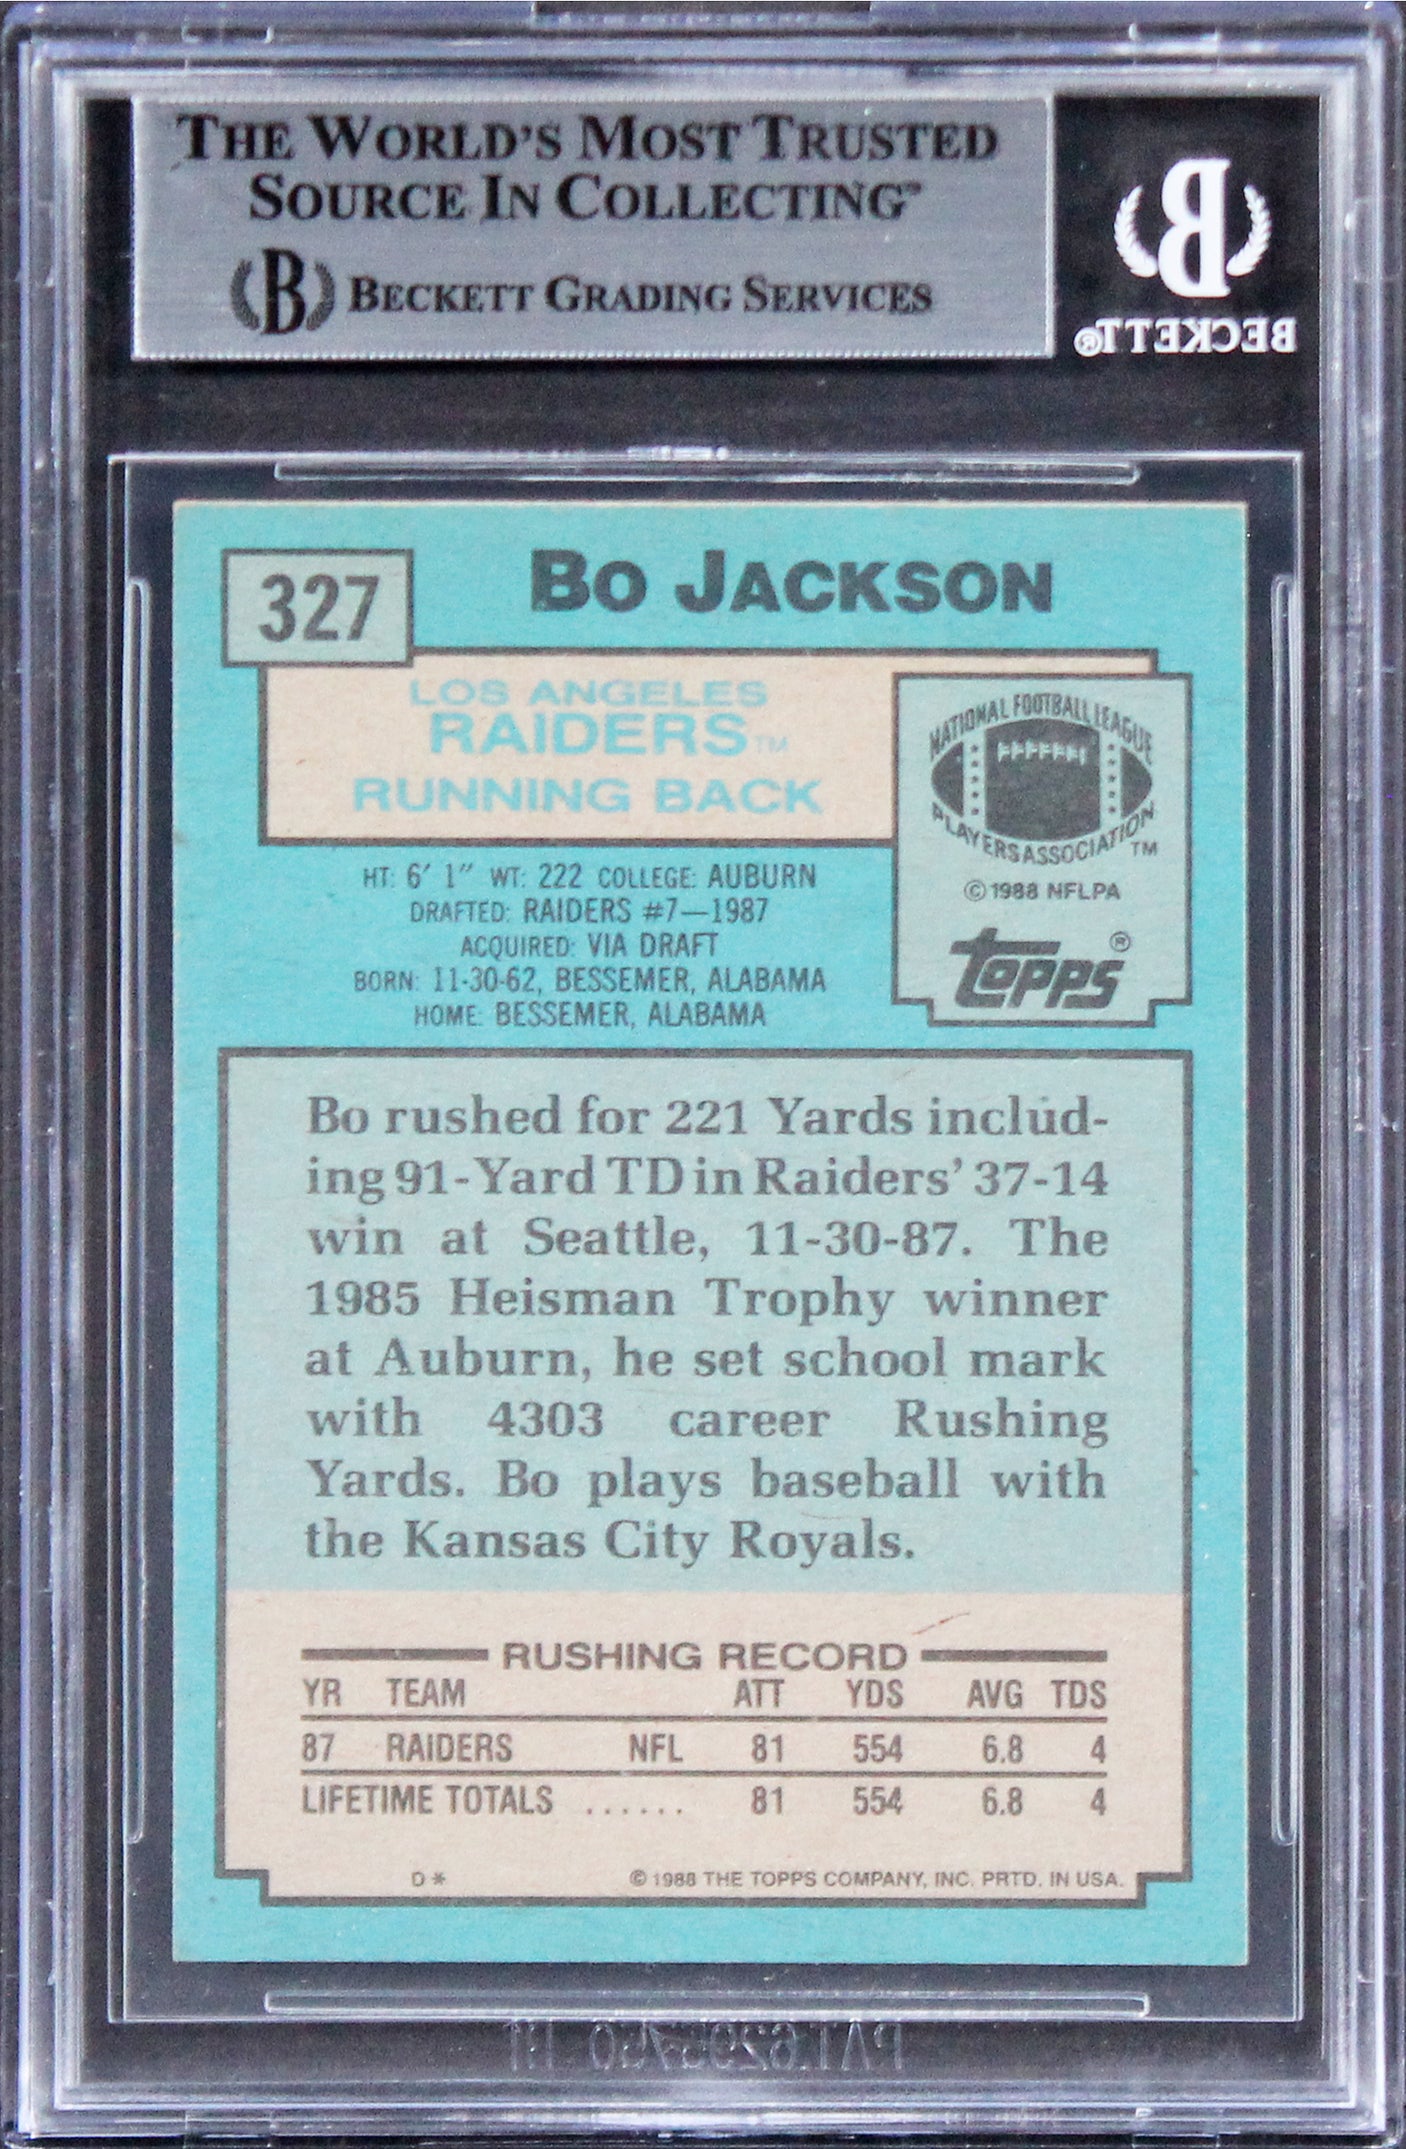 THE WORLD'S MOST TRUSTED
SOURCE IN COLLECTING™
B BECKETT GRADING SERVICES
B
BECKETT®
327
BO JACKSON
LOS ANGELES
RAIDERS™
RUNNING BACK
NATIONAL FOOTBALL LEAGUE
PLAYERS ASSOCIATION™
© 1988 NFLPA
topps®
HT: 6' 1" WT: 222 COLLEGE: AUBURN
DRAFTED: RAIDERS #7—1987
ACQUIRED: VIA DRAFT
BORN: 11-30-62, BESSEMER, ALABAMA
HOME: BESSEMER, ALABAMA
Bo rushed for 221 Yards includ-
ing 91-Yard TD in Raiders' 37-14
win at Seattle, 11-30-87. The
1985 Heisman Trophy winner
at Auburn, he set school mark
with 4303 career Rushing
Yards. Bo plays baseball with
the Kansas City Royals.
RUSHING RECORD
YR TEAM ATT YDS AVG TDS
87 RAIDERS NFL 81 554 6.8 4
LIFETIME TOTALS ...... 81 554 6.8 4
D* © 1988 THE TOPPS COMPANY, INC. PRTD. IN USA.